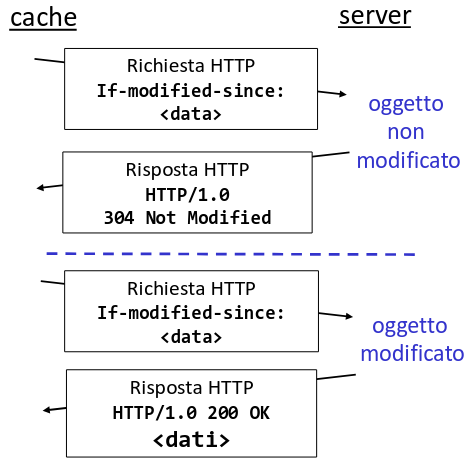 cache
server
Richiesta HTTP
If-modified-since:
<data>
oggetto
non
modificato
Risposta HTTP
HTTP/1.0
304 Not Modified
Richiesta HTTP
If-modified-since:
<data>
oggetto
modificato
Risposta HTTP
HTTP/1.0 200 OK
<dati>